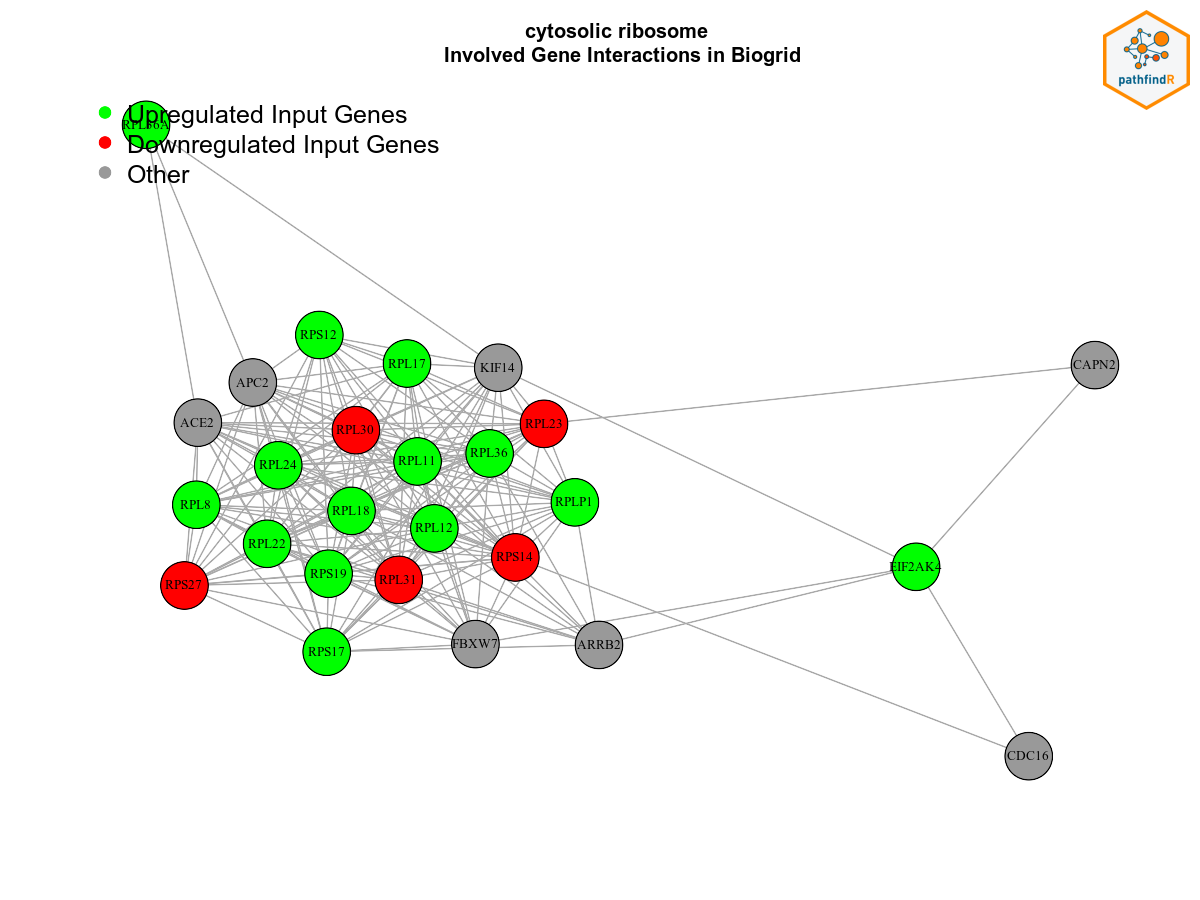 cytosolic ribosome
Involved Gene Interactions in Biogrid
pathfindR
Upregulated Input Genes
RPL36A
Downregulated Input Genes
Other
RPS12
RPL17
KIF14
CAPN2
APC2
ACE2
RPL30
RPL23
RPL24
RPL11
RPL36
RPL8
RPL18
RPLP1
RPL22
RPL12
RPS14
RPS27
RPS19
RPL31
EIF2AK4
RPS17
FBXW7
ARRB2
CDC16